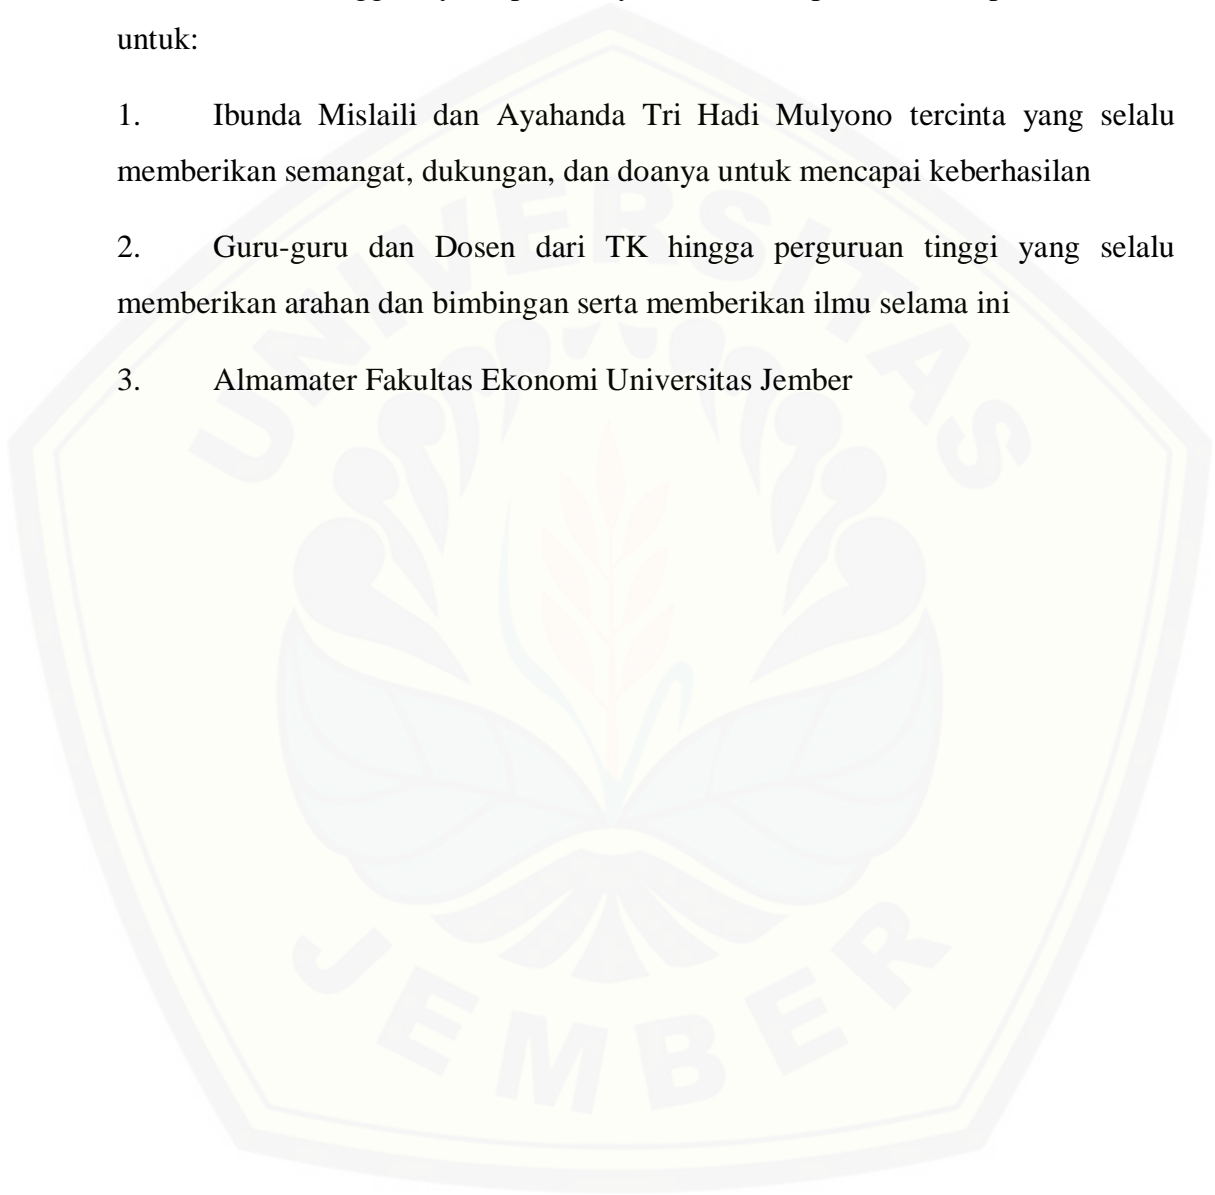 untuk:
1. Ibunda Mislaili dan Ayahanda Tri Hadi Mulyono tercinta yang selalu
memberikan semangat, dukungan, dan doanya untuk mencapai keberhasilan
2. Guru-guru dan Dosen dari TK hingga perguruan tinggi yang selalu
memberikan arahan dan bimbingan serta memberikan ilmu selama ini
3. Almamater Fakultas Ekonomi Universitas Jember
UNIVERSITAS
JEMBER